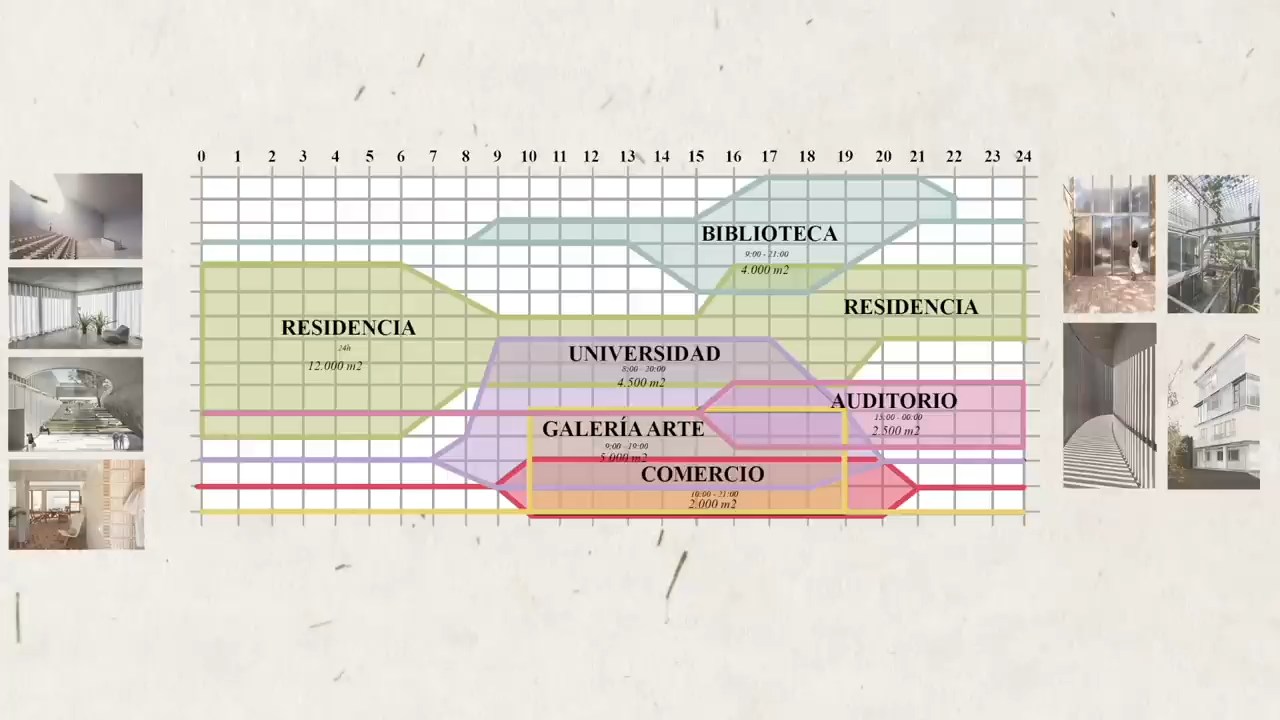 0 1 2 3 4 5 6 7 8 9 10 11 12 13 14 15 16 17 18 19 20 21 22 23 24
BIBLIOTECA
9:00 - 21:00
4.000 m2
RESIDENCIA
RESIDENCIA
24h
12.000 m2
UNIVERSIDAD
8:00 - 20:00
4.500 m2
AUDITORIO
15:00 - 00:00
2.500 m2
GALERÍA ARTE
9:00 - 19:00
5.000 m2
COMERCIO
10:00 - 21:00
2.000 m2